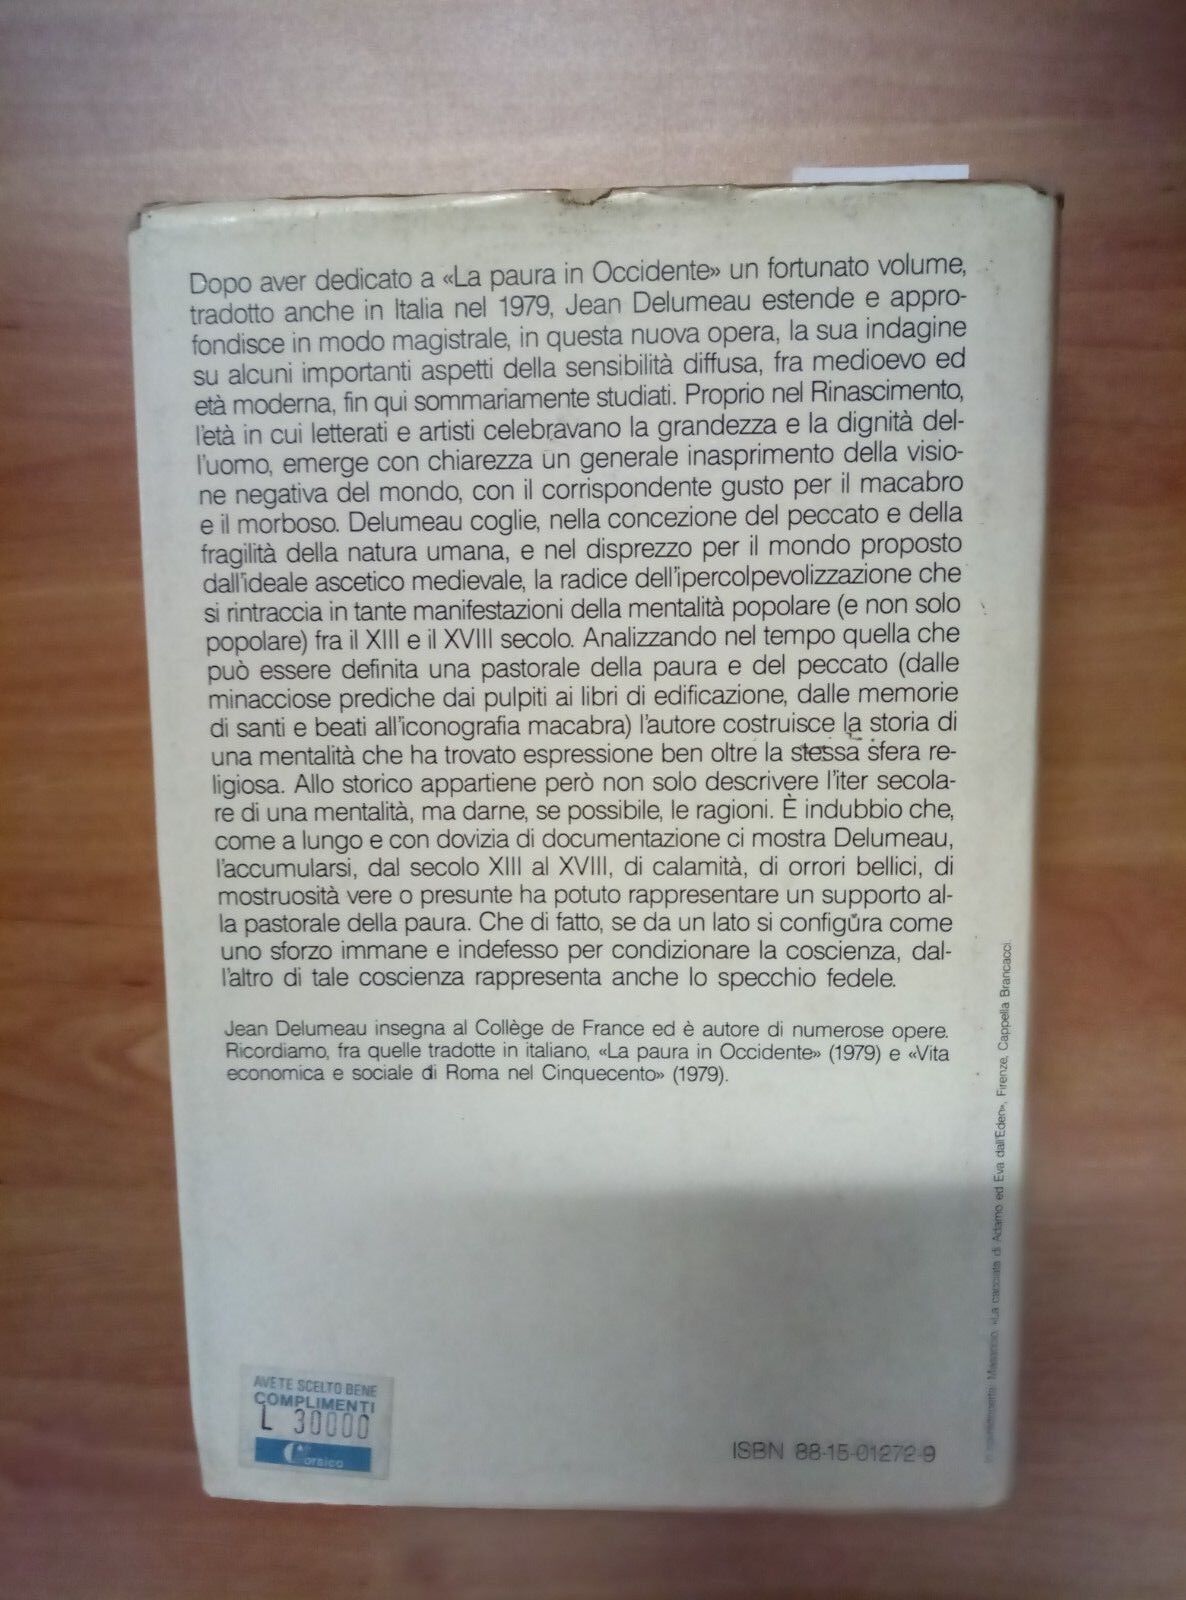 Dopo aver dedicato a «La paura in Occidente» un fortunato volume,
tradotto anche in Italia nel 1979, Jean Delumeau estende e appro-
fondisce in modo magistrale, in questa nuova opera, la sua indagine
su alcuni importanti aspetti della sensibilità diffusa, fra medioevo ed
età moderna, fin qui sommariamente studiati. Proprio nel Rinascimento,
l'età in cui letterati e artisti celebravano la grandezza e la dignità del-
l'uomo, emerge con chiarezza un generale inasprimento della visio-
ne negativa del mondo, con il corrispondente gusto per il macabro
e il morboso. Delumeau coglie, nella concezione del peccato e della
fragilità della natura umana, e nel disprezzo per il mondo proposto
dall'ideale ascetico medievale, la radice dell'ipercolpevolizzazione che
si rintraccia in tante manifestazioni della mentalità popolare (e non solo
popolare) fra il XIII e il XVIII secolo. Analizzando nel tempo quella che
può essere definita una pastorale della paura e del peccato (dalle
minacciose prediche dai pulpiti ai libri di edificazione, dalle memorie
di santi e beati all'iconografia macabra) l'autore costruisce la storia di
una mentalità che ha trovato espressione ben oltre la stessa sfera re-
ligiosa. Allo storico appartiene però non solo descrivere l'iter secola-
re di una mentalità, ma darne, se possibile, le ragioni. È indubbio che,
come a lungo e con dovizia di documentazione ci mostra Delumeau,
l'accumularsi, dal secolo XIII al XVIII, di calamità, di orrori bellici, di
mostruosità vere o presunte ha potuto rappresentare un supporto al-
la pastorale della paura. Che di fatto, se da un lato si configura come
uno sforzo immane e indefesso per condizionare la coscienza, dal-
l'altro di tale coscienza rappresenta anche lo specchio fedele.
Jean Delumeau insegna al Collège de France ed è autore di numerose opere.
Ricordiamo, fra quelle tradotte in italiano, «La paura in Occidente» (1979) e «Vita
economica e sociale di Roma nel Cinquecento» (1979).
Masaccio, «La cacciata di Adamo ed Eva dall'Eden», Firenze, Cappella Brancacci.
AVETE SCELTO BENE
COMPLIMENTI
L 30000
Corsica
ISBN 88-15-01272-9